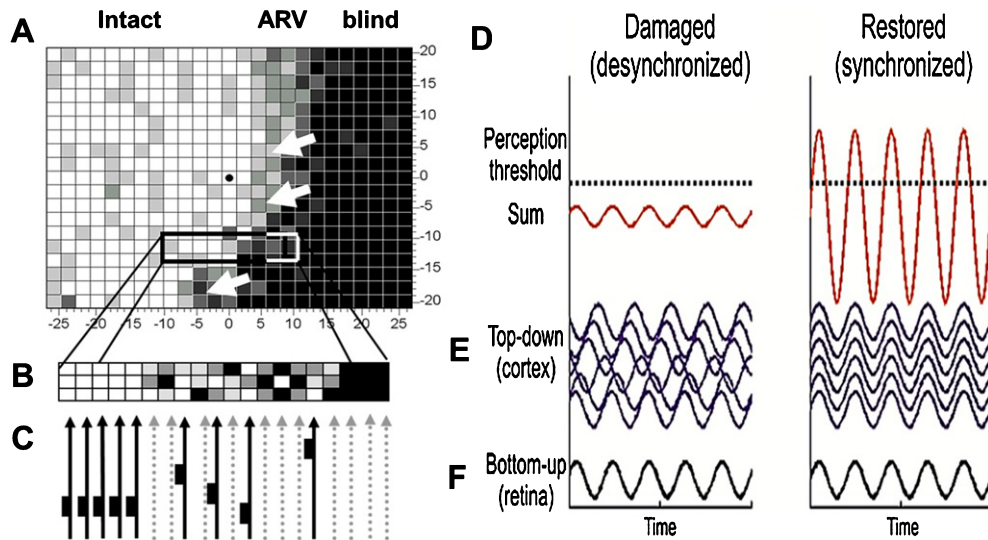 A
Intact
ARV
blind
20
15
10
5
0
-5
-10
-15
-20
-25
-20
-15
-10
-5
0
5
10
15
20
25
B
C
D
Damaged
(desynchronized)
Restored
(synchronized)
Perception
threshold
Sum
E
Top-down
(cortex)
F
Bottom-up
(retina)
Time
Time